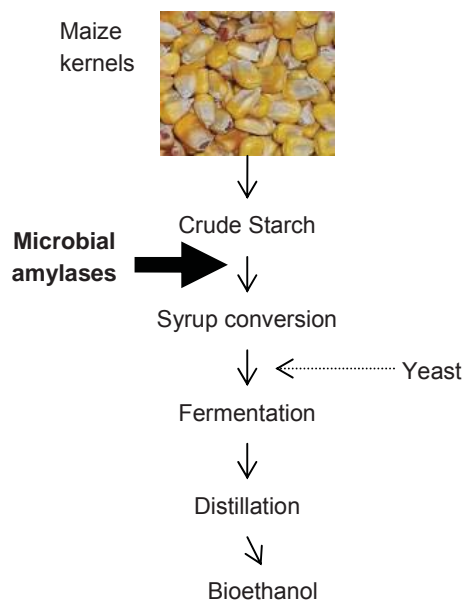 Maize
kernels
Crude Starch
Microbial
amylases
Syrup conversion
Yeast
Fermentation
Distillation
Bioethanol